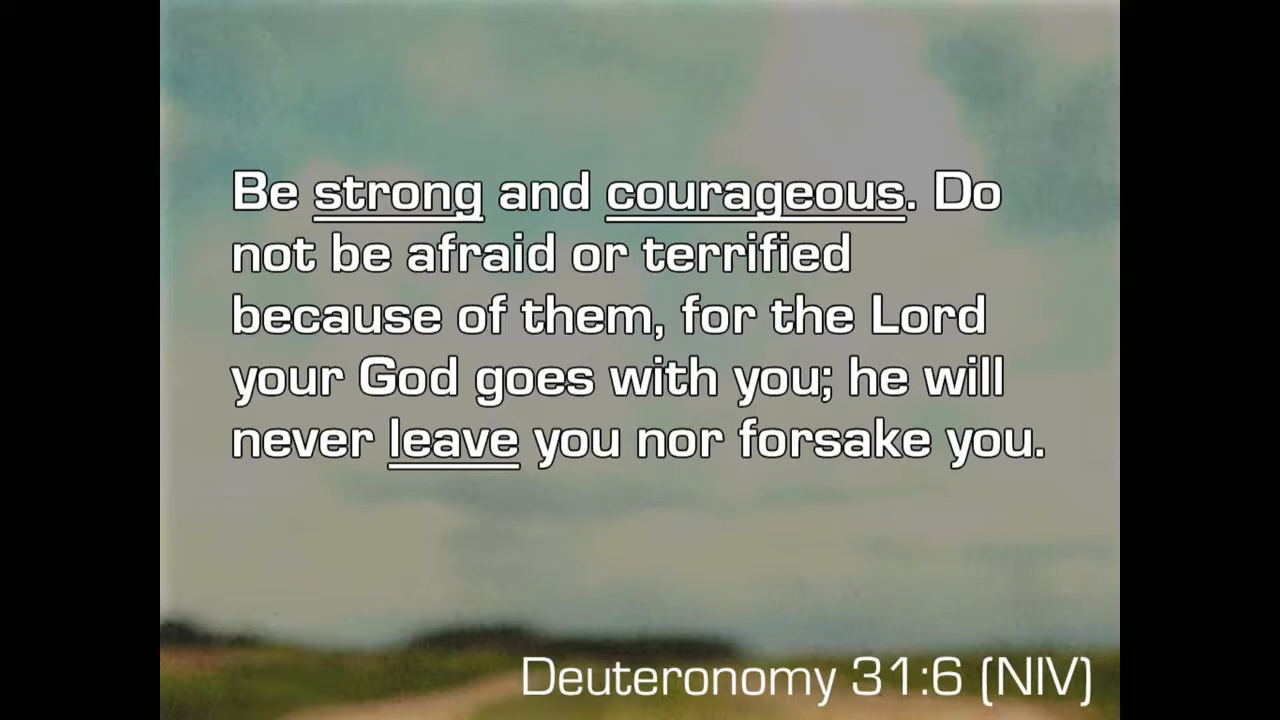 Be strong and courageous. Do
not be afraid or terrified
because of them, for the Lord
your God goes with you; he will
never leave you nor forsake you.
Deuteronomy 31:6 (NIV)